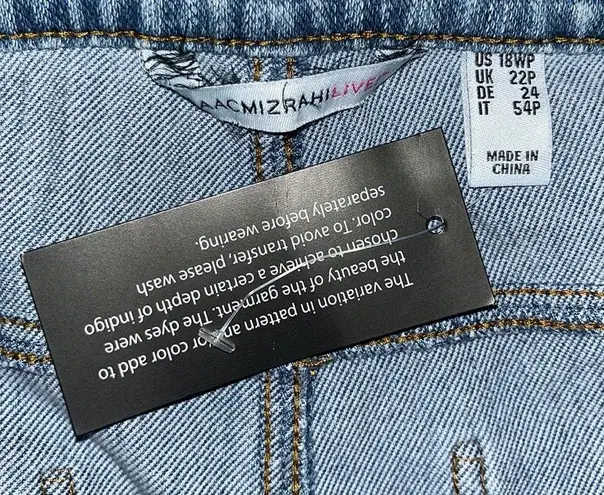 AACMIZRAHILIVE
US 18WP
UK 22P
DE 24
IT 54P
MADE IN
CHINA
The variation in pattern an or color add to
the beauty of the garment. The dyes were
chosen to achieve a certain depth of indigo
color. To avoid transfer, please wash
separately before wearing.